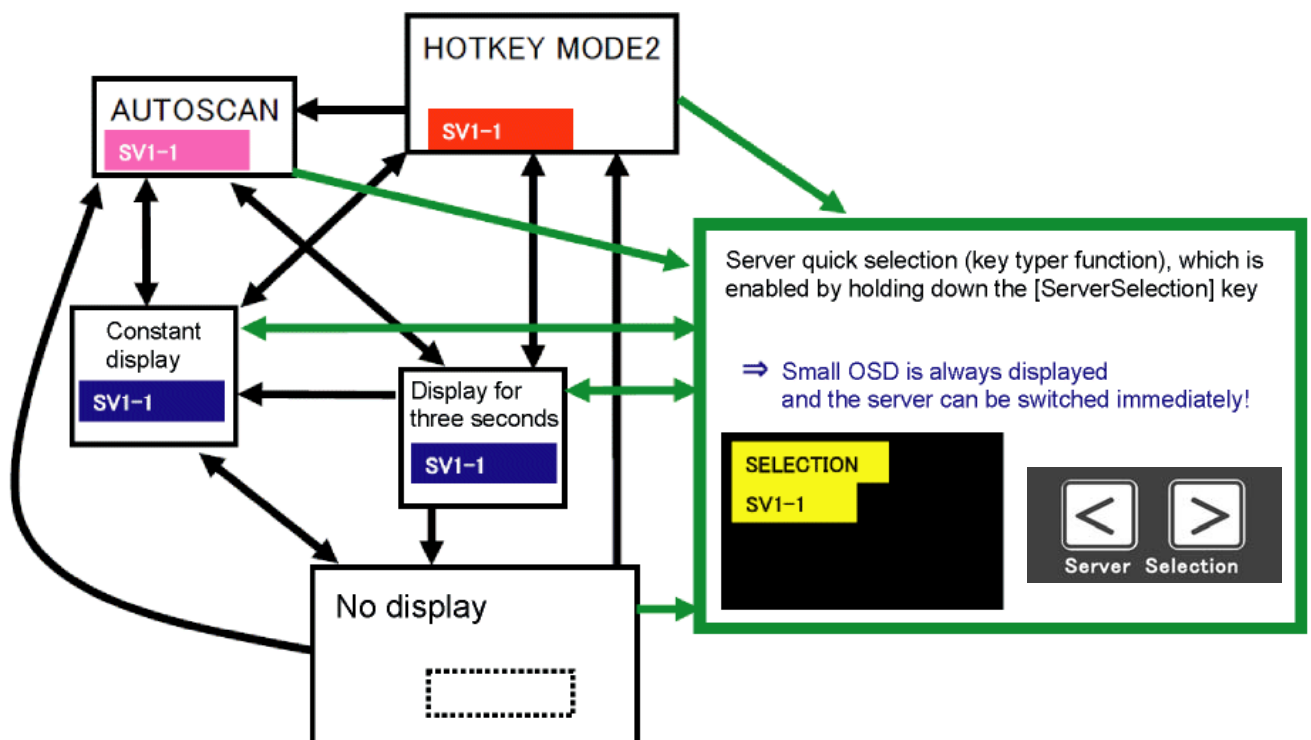 HOTKEY MODE2
SV1-1
AUTOSCAN
SV1-1
Constant
display
SV1-1
Display for
three seconds
SV1-1
No display
Server quick selection (key typer function), which is
enabled by holding down the [ServerSelection] key
⇒ Small OSD is always displayed
and the server can be switched immediately!
SELECTION
SV1-1
< >
Server Selection